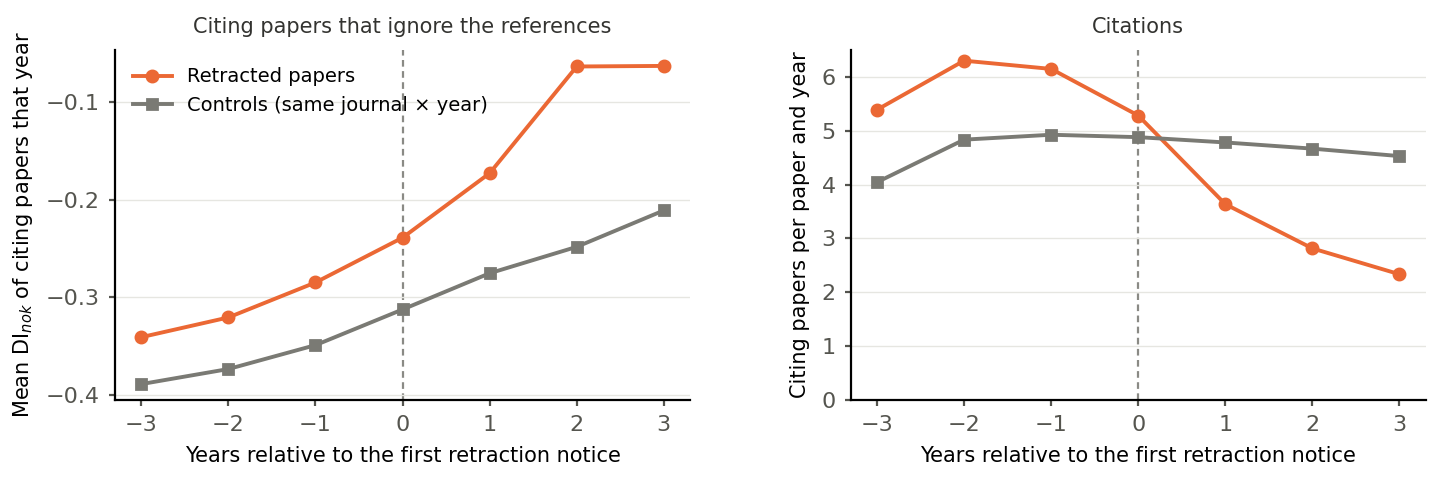 Citing papers that ignore the references
Mean DI_nok of citing papers that year
−0.1
−0.2
−0.3
−0.4
Retracted papers
Controls (same journal × year)
−3 −2 −1 0 1 2 3
Years relative to the first retraction notice
Citations
Citing papers per paper and year
6
5
4
3
2
1
0
−3 −2 −1 0 1 2 3
Years relative to the first retraction notice